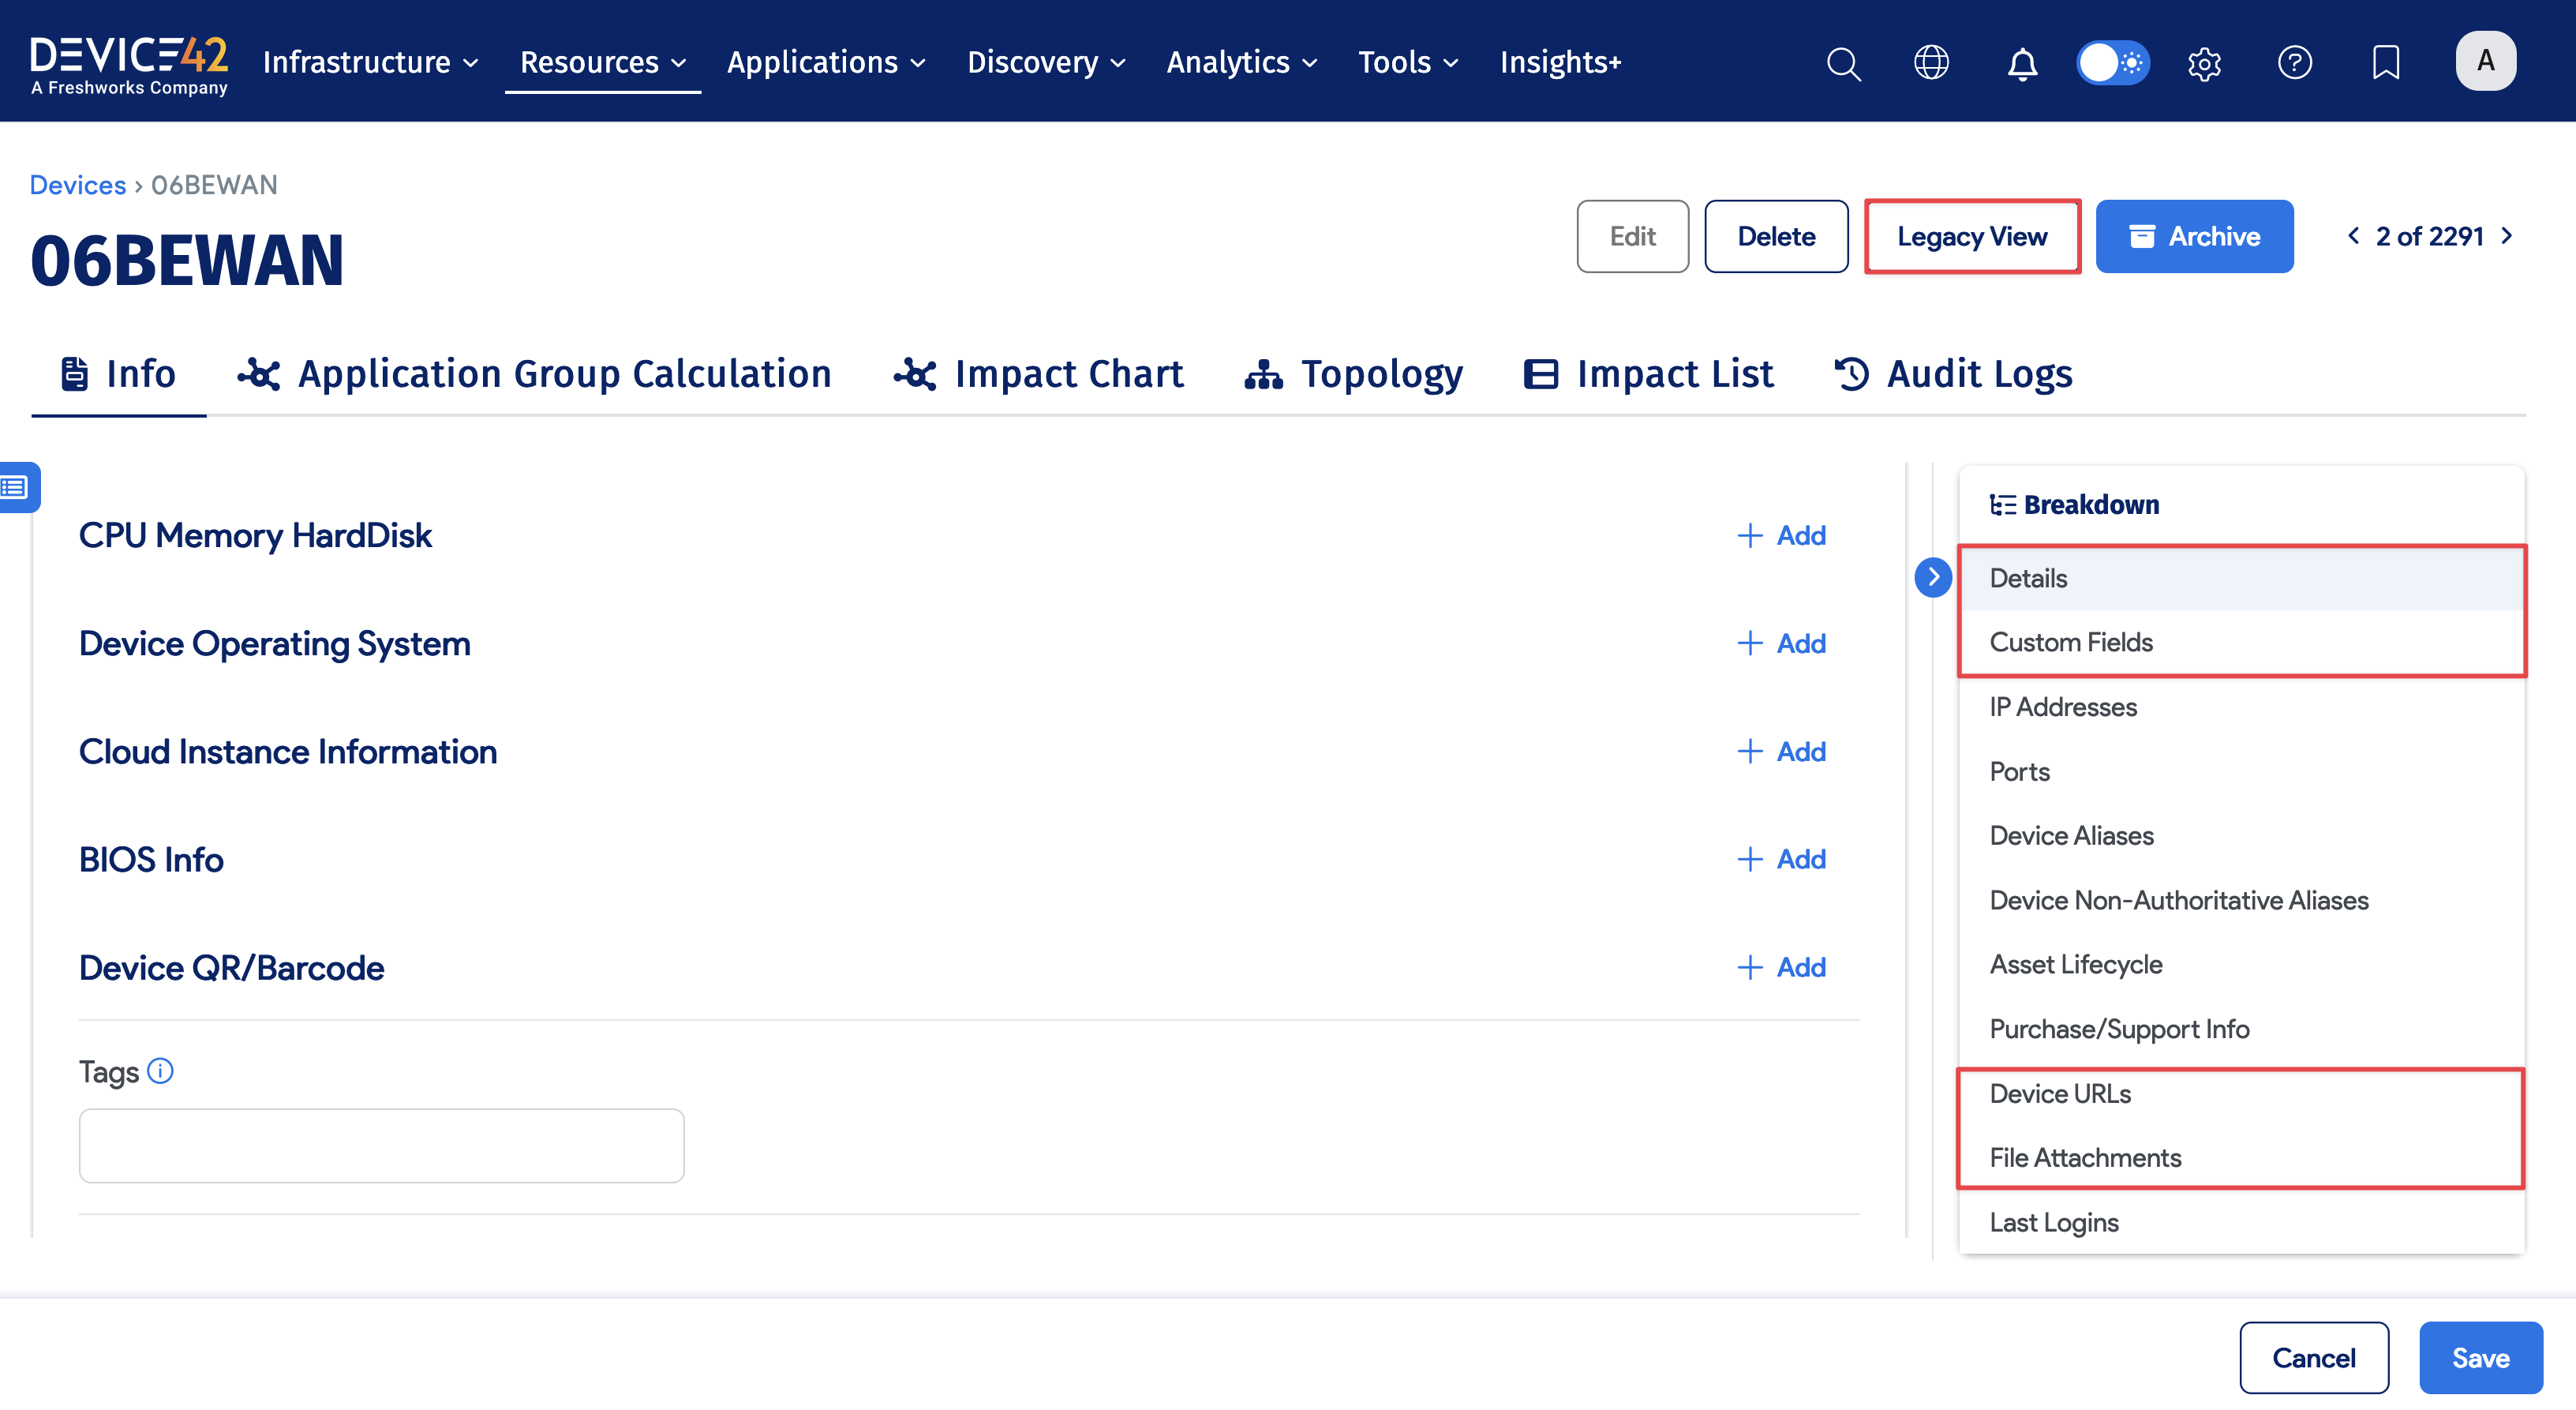 DEVICE42
A Freshworks Company
Infrastructure
Resources
Applications
Discovery
Analytics
Tools
Insights+
A
Devices › 06BEWAN
06BEWAN
Edit
Delete
Legacy View
Archive
2 of 2291
Info
Application Group Calculation
Impact Chart
Topology
Impact List
Audit Logs
CPU Memory HardDisk
+ Add
Device Operating System
+ Add
Cloud Instance Information
+ Add
BIOS Info
+ Add
Device QR/Barcode
+ Add
Tags
Breakdown
Details
Custom Fields
IP Addresses
Ports
Device Aliases
Device Non-Authoritative Aliases
Asset Lifecycle
Purchase/Support Info
Device URLs
File Attachments
Last Logins
Cancel
Save